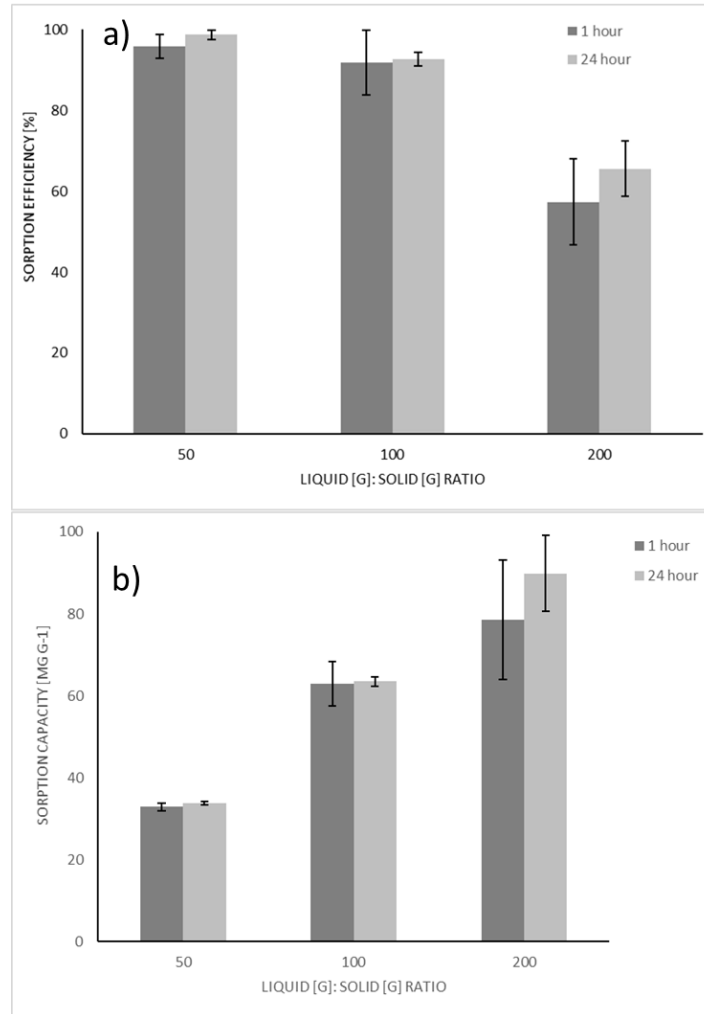 a)
1 hour
24 hour
SORPTION EFFICIENCY [%]
100
80
60
40
20
0
50
100
200
LIQUID [G]: SOLID [G] RATIO
b)
1 hour
24 hour
SORPTION CAPACITY [MG G-1]
100
80
60
40
20
0
50
100
200
LIQUID [G]: SOLID [G] RATIO